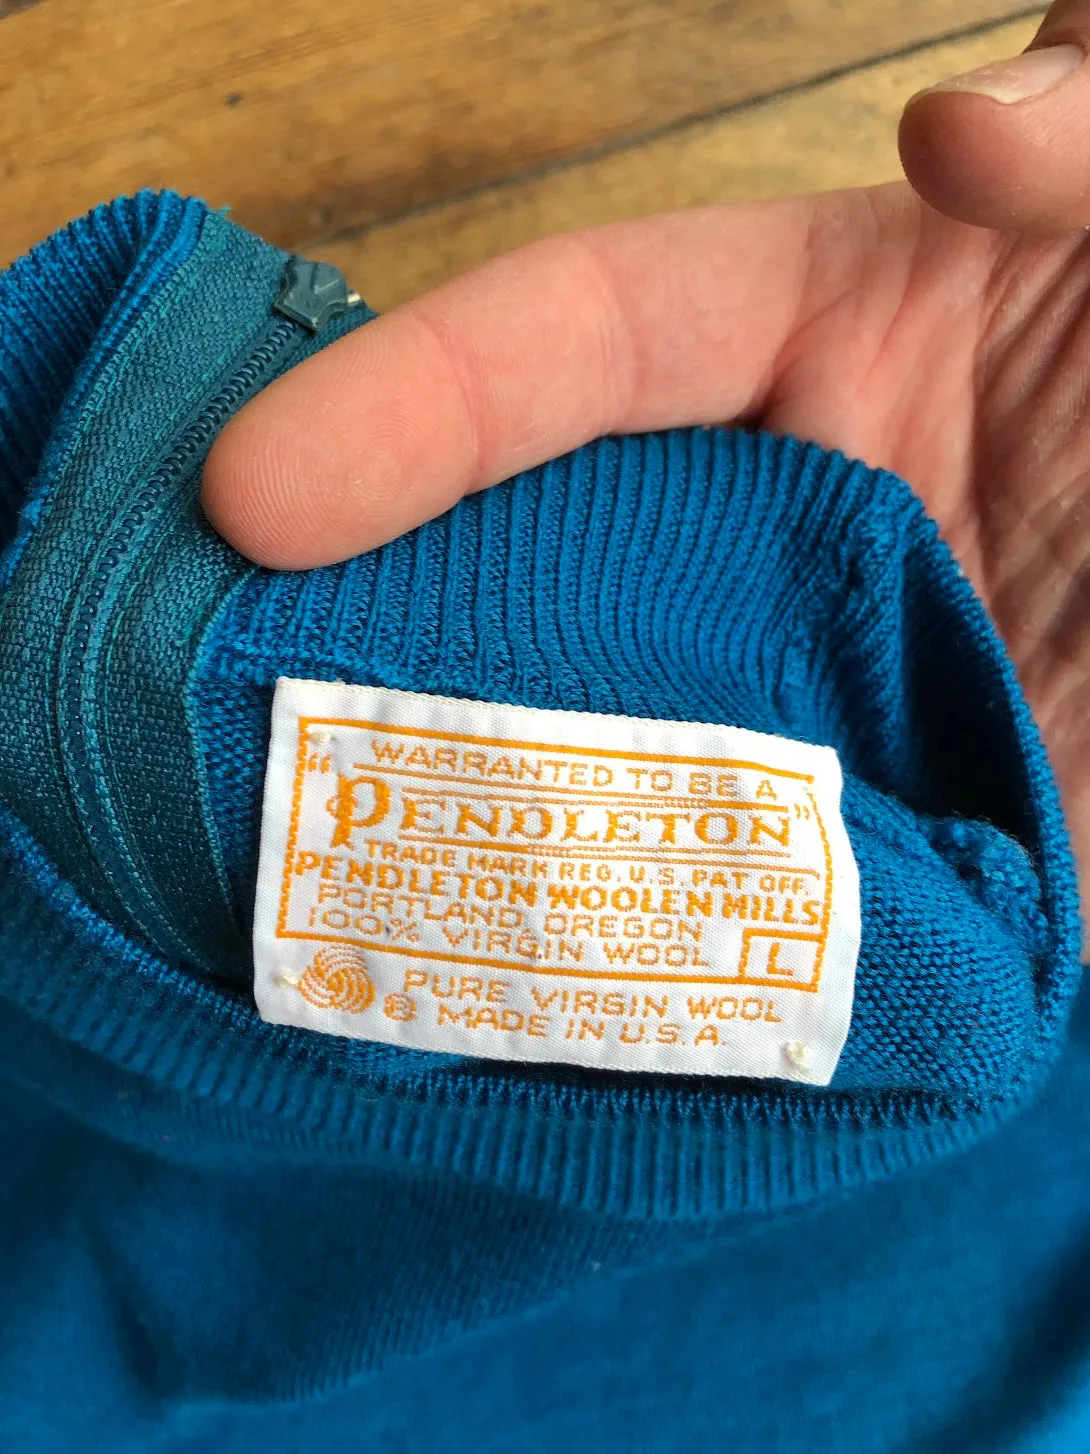 WARRANTED TO BE A
"PENDLETON"
TRADE MARK REG. U.S. PAT OFF.
PENDLETON WOOLEN MILLS
PORTLAND, OREGON
100% VIRGIN WOOL
L
PURE VIRGIN WOOL
® MADE IN U.S.A.